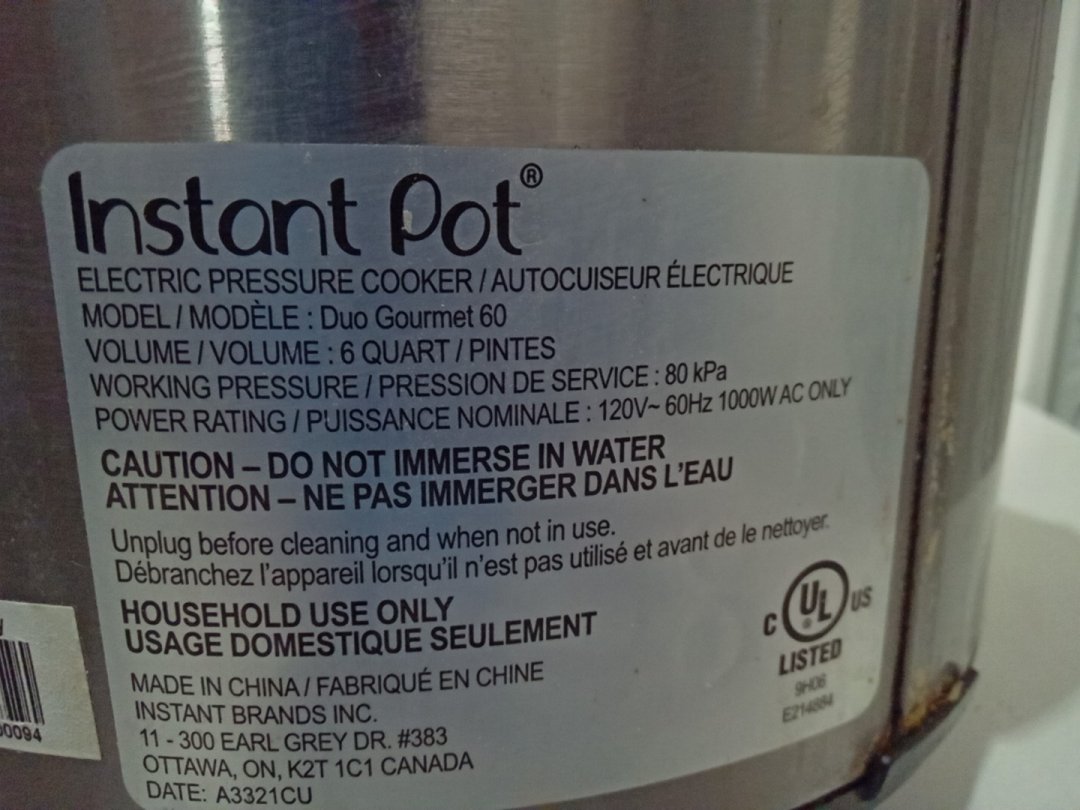 Instant Pot®
ELECTRIC PRESSURE COOKER / AUTOCUISEUR ÉLECTRIQUE
MODEL / MODÈLE : Duo Gourmet 60
VOLUME / VOLUME : 6 QUART / PINTES
WORKING PRESSURE / PRESSION DE SERVICE : 80 kPa
POWER RATING / PUISSANCE NOMINALE : 120V~ 60Hz 1000W AC ONLY
CAUTION – DO NOT IMMERSE IN WATER
ATTENTION – NE PAS IMMERGER DANS L'EAU
Unplug before cleaning and when not in use.
Débranchez l'appareil lorsqu'il n'est pas utilisé et avant de le nettoyer.
HOUSEHOLD USE ONLY
USAGE DOMESTIQUE SEULEMENT
MADE IN CHINA / FABRIQUÉ EN CHINE
INSTANT BRANDS INC.
11 - 300 EARL GREY DR. #383
OTTAWA, ON, K2T 1C1 CANADA
DATE: A3321CU
C UL® US
LISTED
9H06
E214884
0094